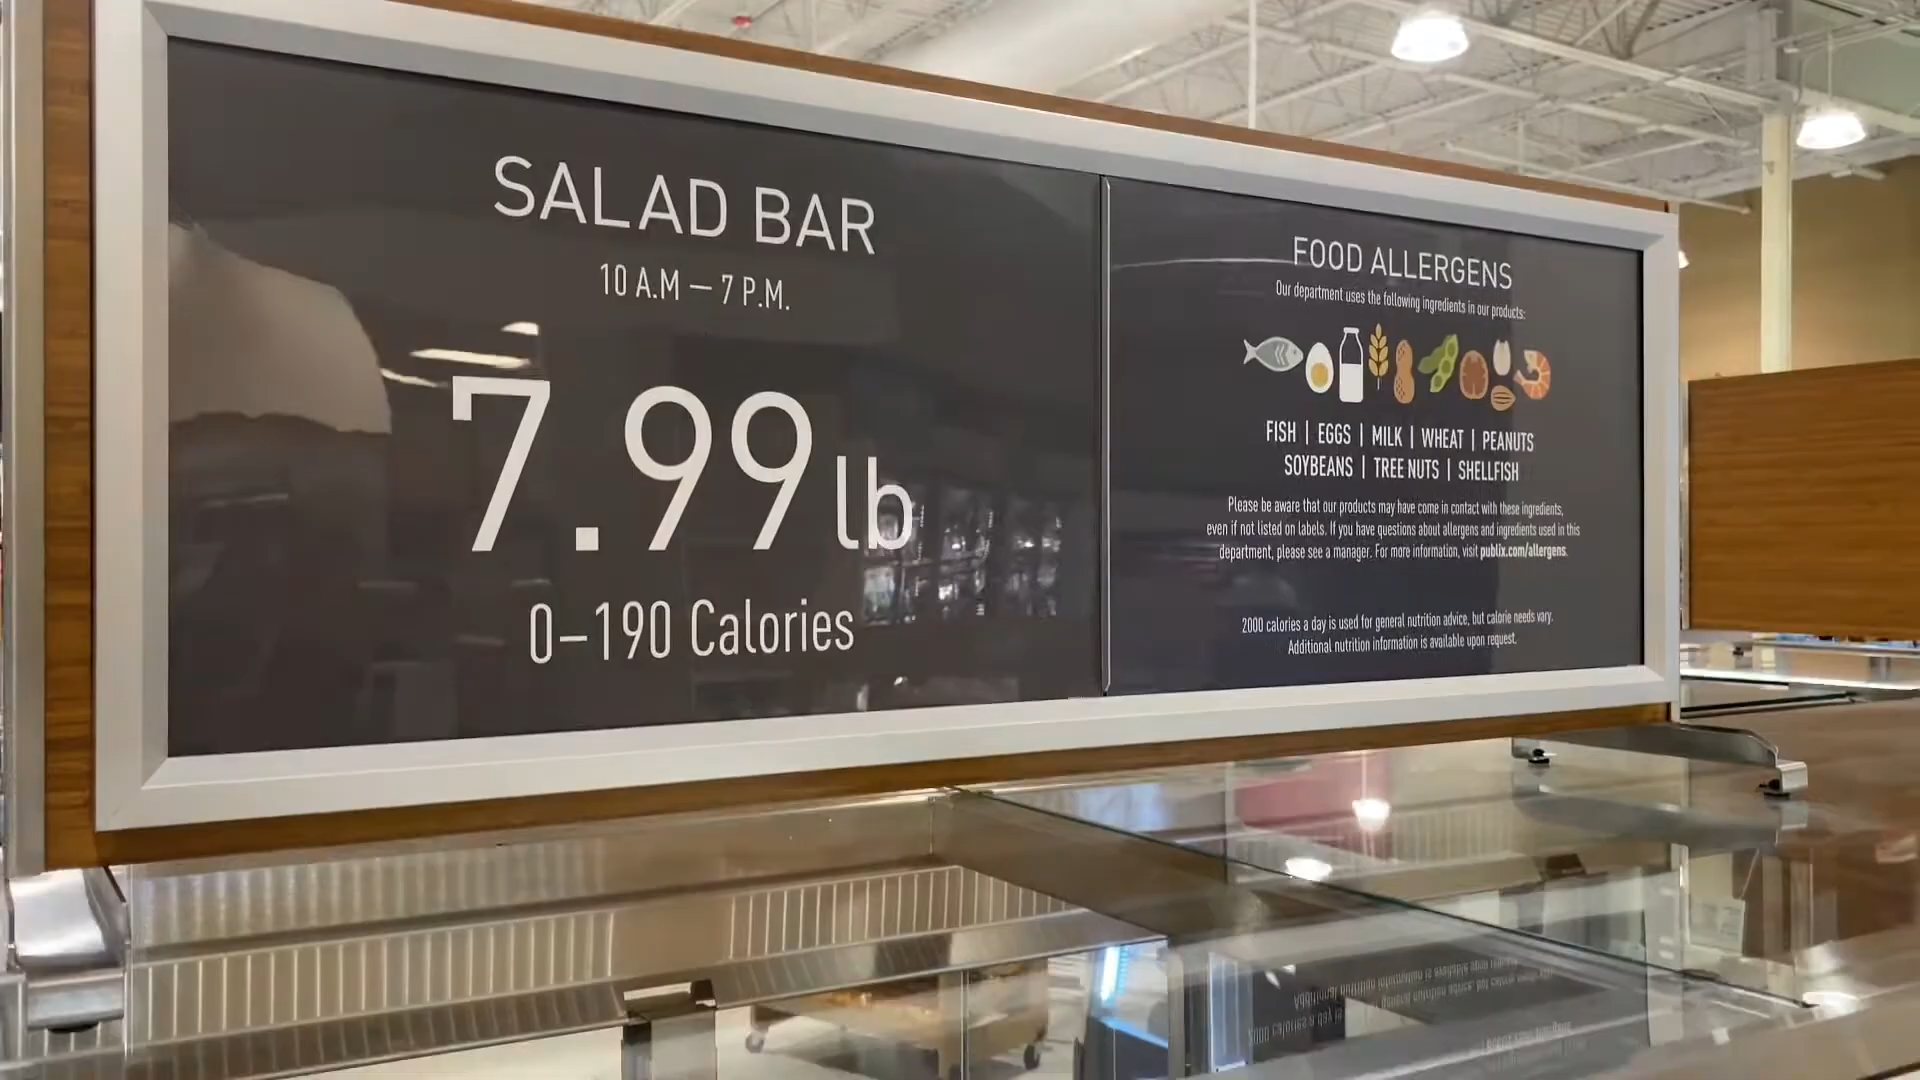 SALAD BAR
10 A.M – 7 P.M.
7.99 lb
0–190 Calories
FOOD ALLERGENS
Our department uses the following ingredients in our products:
FISH | EGGS | MILK | WHEAT | PEANUTS
SOYBEANS | TREE NUTS | SHELLFISH
Please be aware that our products may have come in contact with these ingredients,
even if not listed on labels. If you have questions about allergens and ingredients used in this
department, please see a manager. For more information, visit publix.com/allergens.
2000 calories a day is used for general nutrition advice, but calorie needs vary.
Additional nutrition information is available upon request.